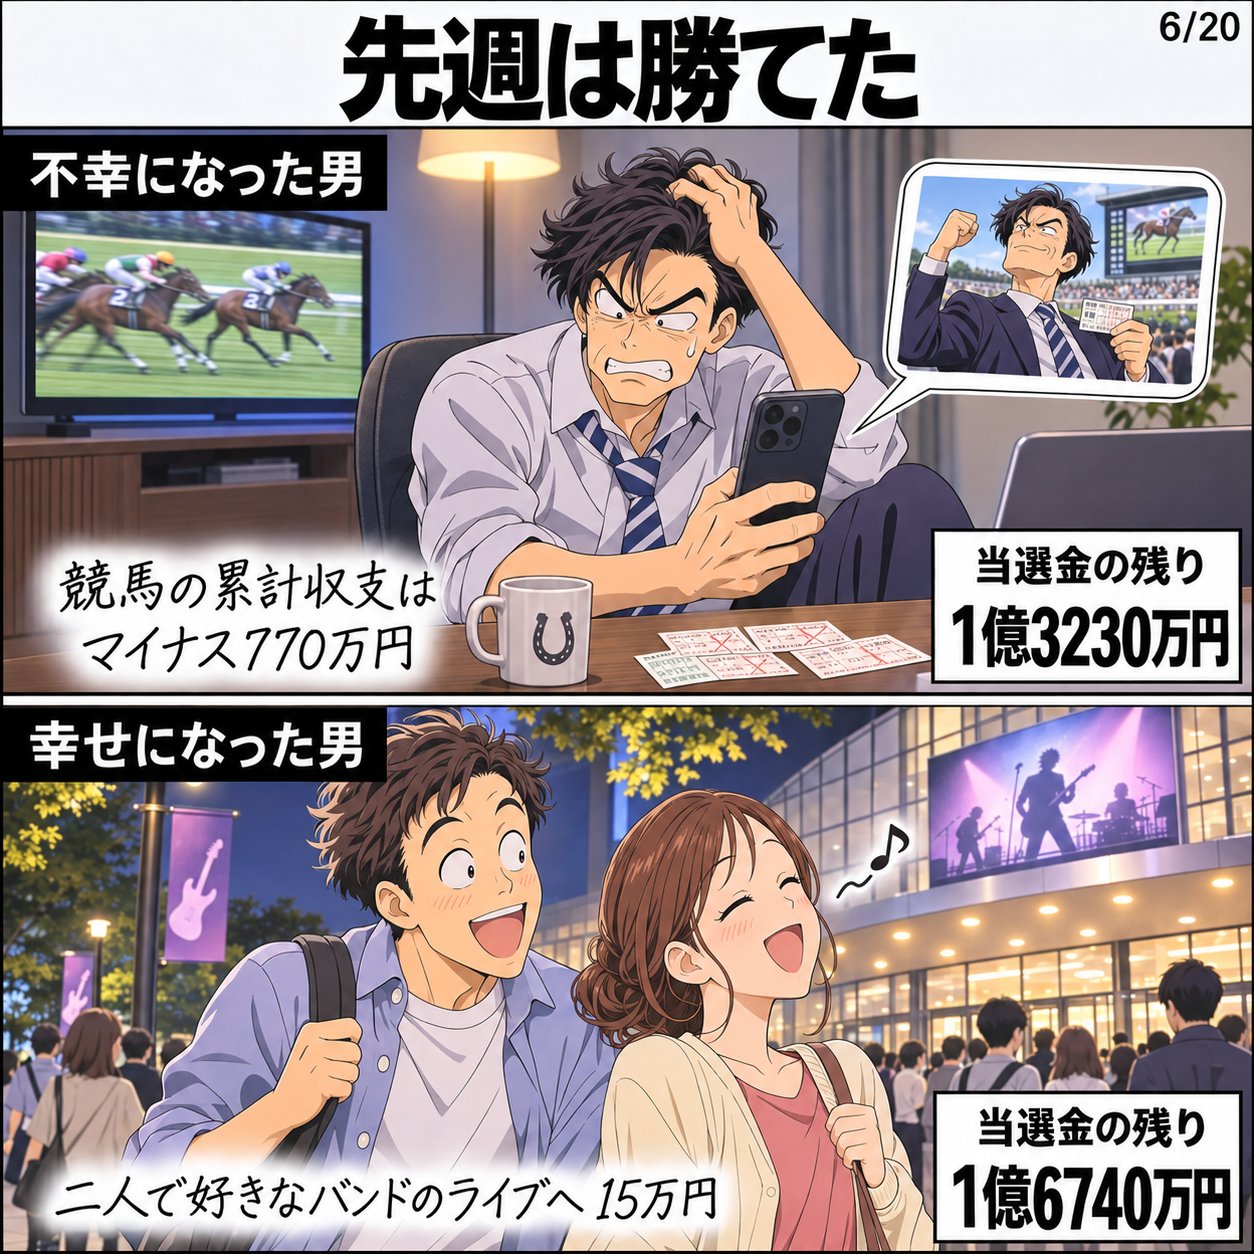 先週は勝てた
6/20
不幸になった男
競馬の累計収支は
マイナス770万円
当選金の残り
1億3230万円
幸せになった男
二人で好きなバンドのライブへ 15万円
当選金の残り
1億6740万円